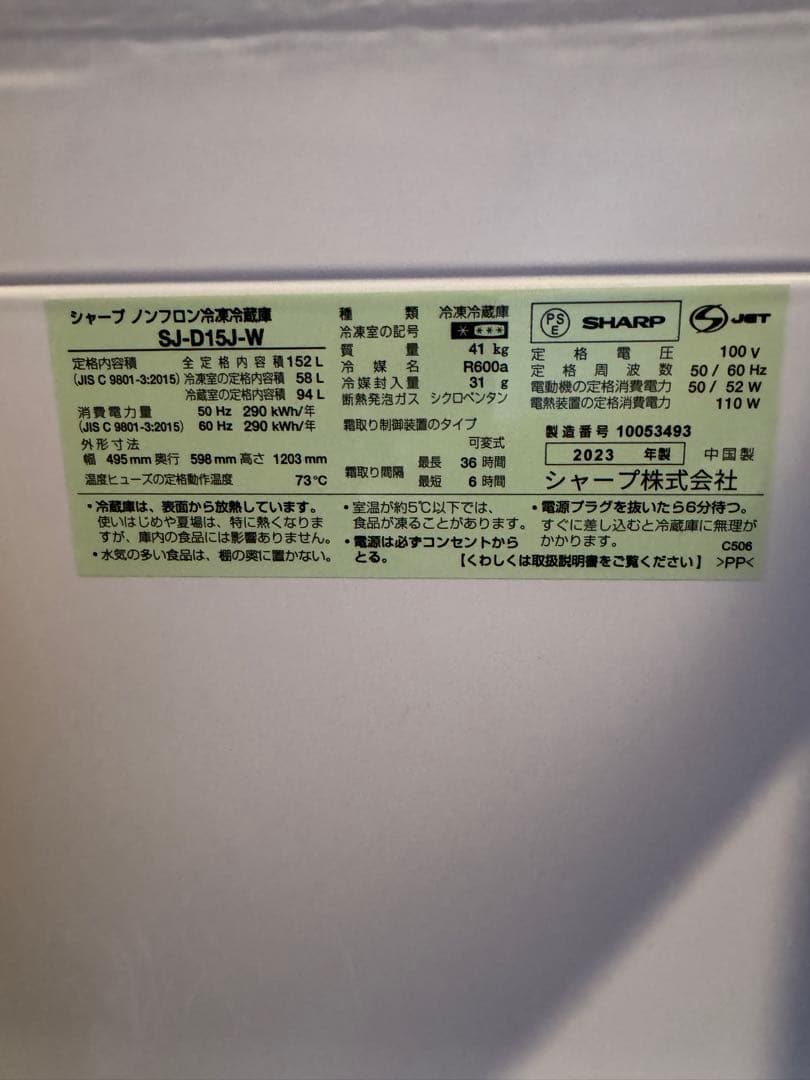 シャープ ノンフロン冷凍冷蔵庫
SJ-D15J-W
定格内容積 全定格内容積 152 L
(JIS C 9801-3:2015) 冷凍室の定格内容積 58 L
冷蔵室の定格内容積 94 L
消費電力量 50 Hz 290 kWh/年
(JIS C 9801-3:2015) 60 Hz 290 kWh/年
外形寸法
幅 495 mm 奥行 598 mm 高さ 1203 mm
温度ヒューズの定格動作温度 73℃
種類 冷凍冷蔵庫
冷凍室の記号 * ***
質量 41 kg
冷媒名 R600a
冷媒封入量 31 g
断熱発泡ガス シクロペンタン
霜取り制御装置のタイプ
可変式
霜取り間隔 最長 36 時間
最短 6 時間
PS E SHARP JET
定格電圧 100 V
定格周波数 50 / 60 Hz
電動機の定格消費電力 50 / 52 W
電熱装置の定格消費電力 110 W
製造番号 10053493
2023 年製 中国製
シャープ株式会社
・冷蔵庫は、表面から放熱しています。
使いはじめや夏場は、特に熱くなりま
すが、庫内の食品には影響ありません。
・水気の多い食品は、棚の奥に置かない。
・室温が約5℃以下では、
食品が凍ることがあります。
・電源は必ずコンセントから
とる。
・電源プラグを抜いたら6分待つ。
すぐに差し込むと冷蔵庫に無理が
かかります。
C506
【くわしくは取扱説明書をご覧ください】 >PP<